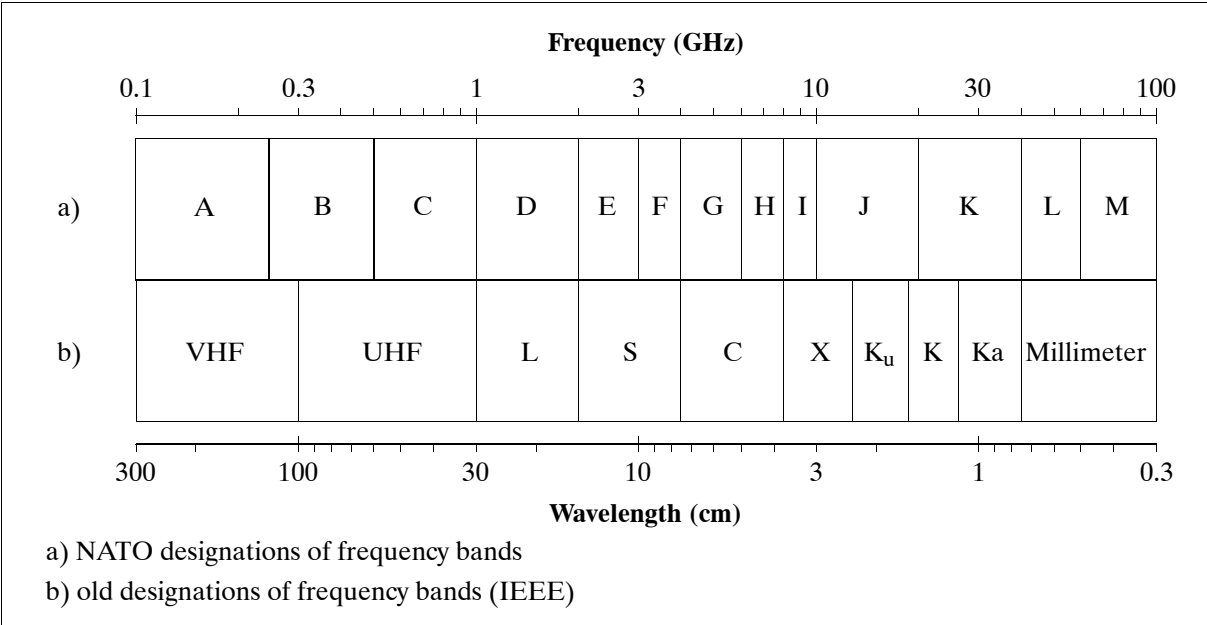 Frequency (GHz)
0.1 0.3 1 3 10 30 100
a) A B C D E F G H I J K L M
b) VHF UHF L S C X Ku K Ka Millimeter
300 100 30 10 3 1 0.3
Wavelength (cm)
a) NATO designations of frequency bands
b) old designations of frequency bands (IEEE)